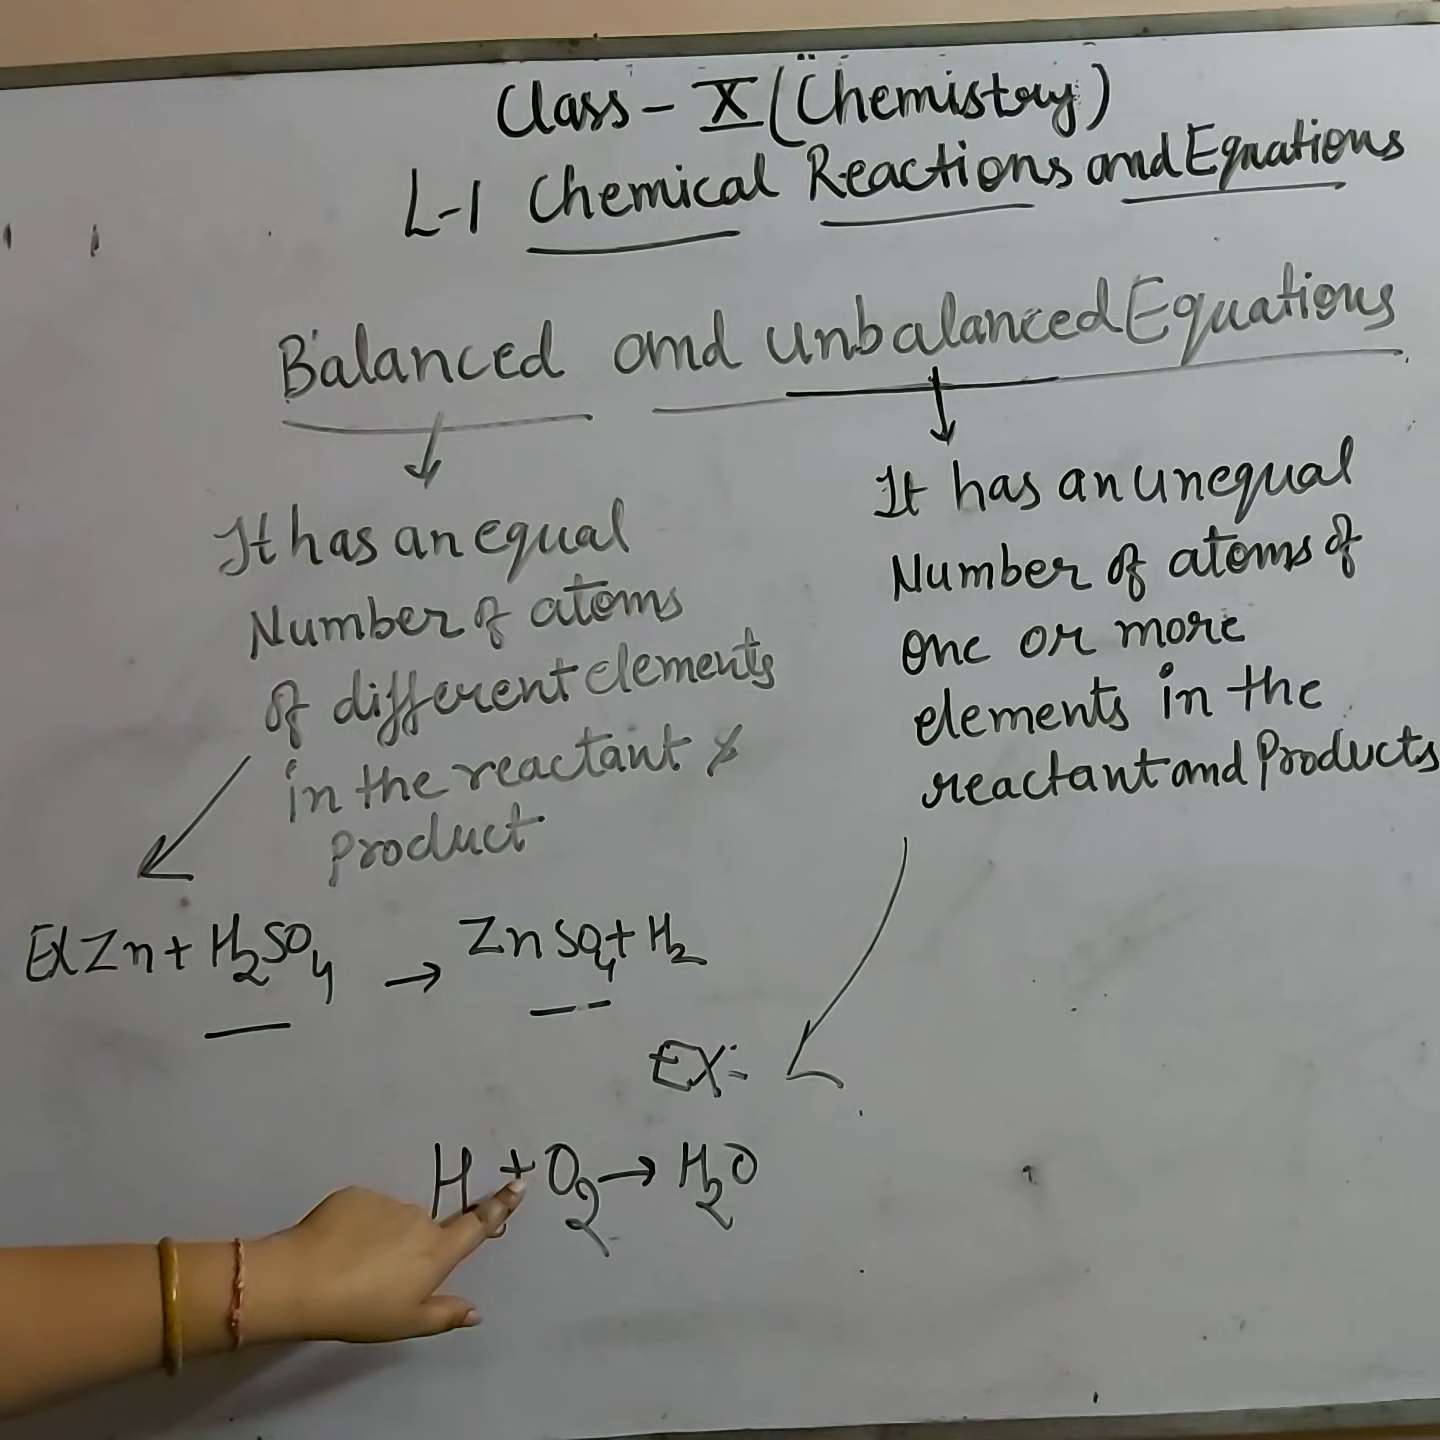 Class - X (Chemistry)
L-1 Chemical Reactions and Equations
Balanced and unbalanced Equations
It has an equal
Number of atoms
of different elements
in the reactant &
product
It has an unequal
Number of atoms of
one or more
elements in the
reactant and Products
Ex Zn + H₂SO₄ → ZnSO₄ + H₂
Ex:-
H + O₂ → H₂O